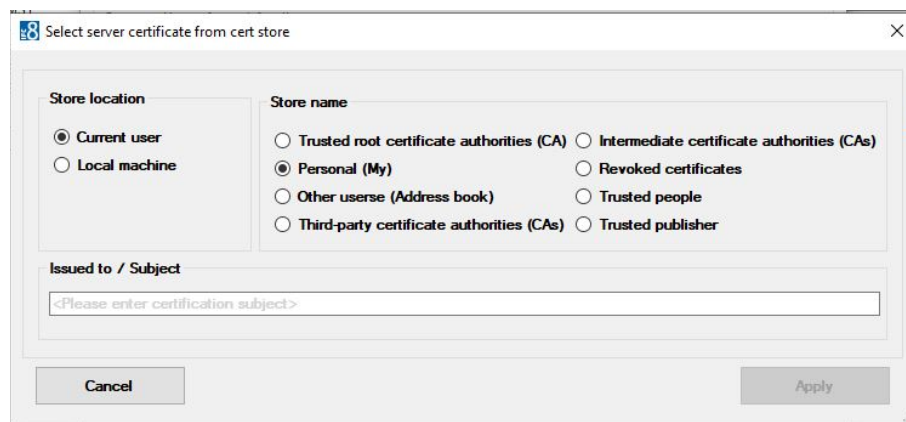 Select server certificate from cert store
Store location
Current user
Local machine
Store name
Trusted root certificate authorities (CA)
Intermediate certificate authorities (CAs)
Personal (My)
Revoked certificates
Other userse (Address book)
Trusted people
Third-party certificate authorities (CAs)
Trusted publisher
Issued to / Subject
<Please enter certification subject>
Cancel
Apply